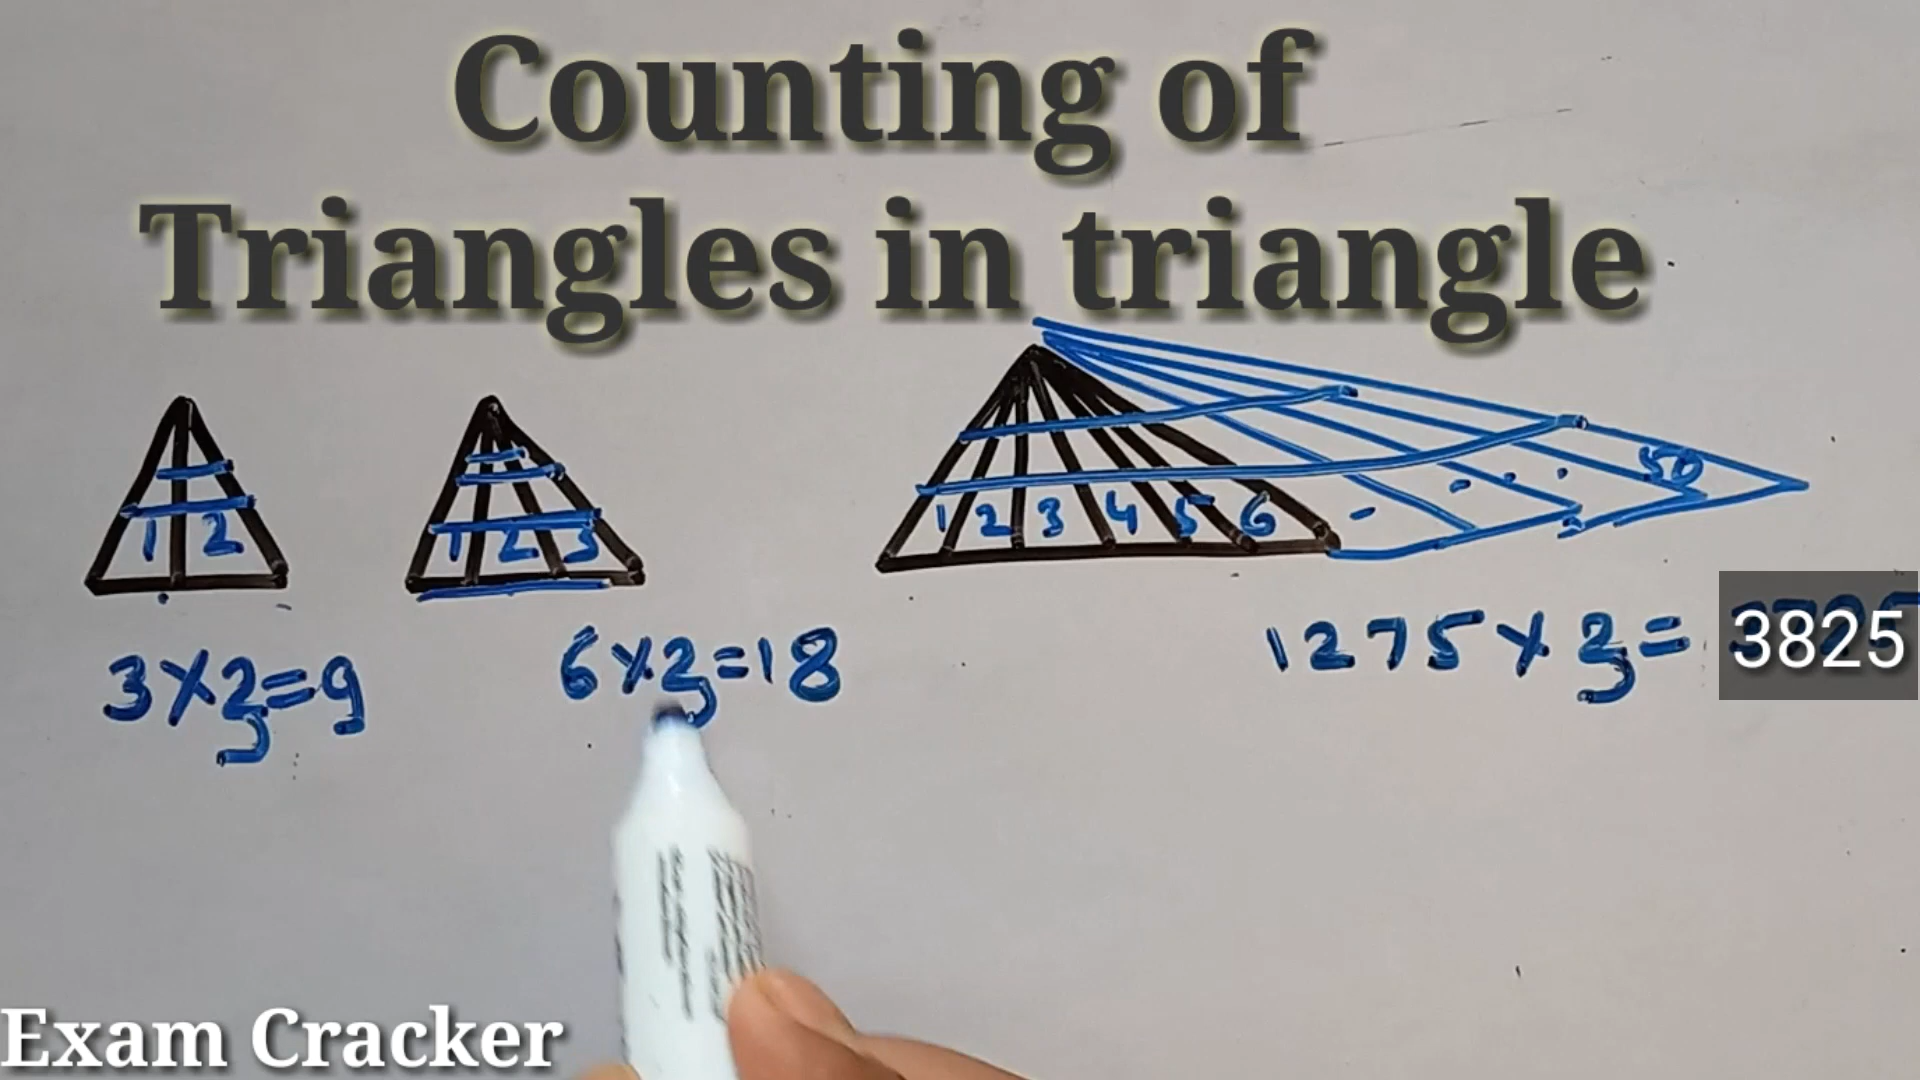 Counting of
Triangles in triangle
50
1 2
1 2 3
1 2 3 4 5 6
3×3=9
6×3=18
1275×3=
3825
Exam Cracker